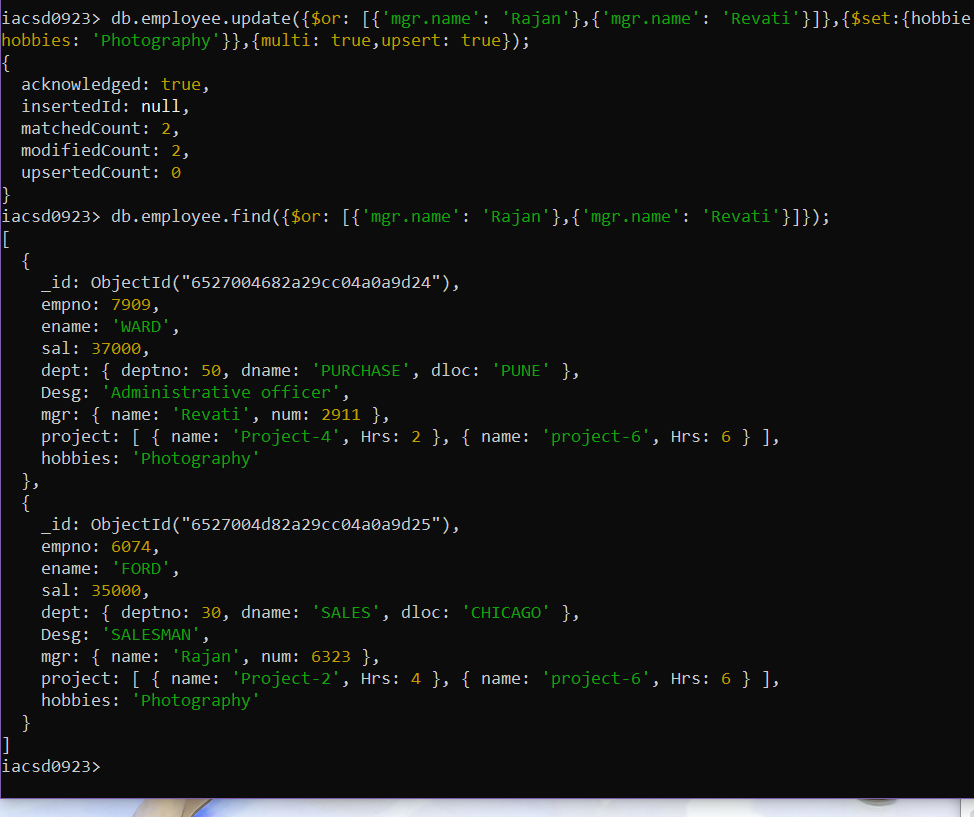 iacsd0923> db.employee.update({$or: [{'mgr.name': 'Rajan'},{'mgr.name': 'Revati'}]},{$set:{hobbie
hobbies: 'Photography'}},{multi: true,upsert: true});
{
  acknowledged: true,
  insertedId: null,
  matchedCount: 2,
  modifiedCount: 2,
  upsertedCount: 0
}
iacsd0923> db.employee.find({$or: [{'mgr.name': 'Rajan'},{'mgr.name': 'Revati'}]});
[
  {
    _id: ObjectId("6527004682a29cc04a0a9d24"),
    empno: 7909,
    ename: 'WARD',
    sal: 37000,
    dept: { deptno: 50, dname: 'PURCHASE', dloc: 'PUNE' },
    Desg: 'Administrative officer',
    mgr: { name: 'Revati', num: 2911 },
    project: [ { name: 'Project-4', Hrs: 2 }, { name: 'project-6', Hrs: 6 } ],
    hobbies: 'Photography'
  },
  {
    _id: ObjectId("6527004d82a29cc04a0a9d25"),
    empno: 6074,
    ename: 'FORD',
    sal: 35000,
    dept: { deptno: 30, dname: 'SALES', dloc: 'CHICAGO' },
    Desg: 'SALESMAN',
    mgr: { name: 'Rajan', num: 6323 },
    project: [ { name: 'Project-2', Hrs: 4 }, { name: 'project-6', Hrs: 6 } ],
    hobbies: 'Photography'
  }
]
iacsd0923>